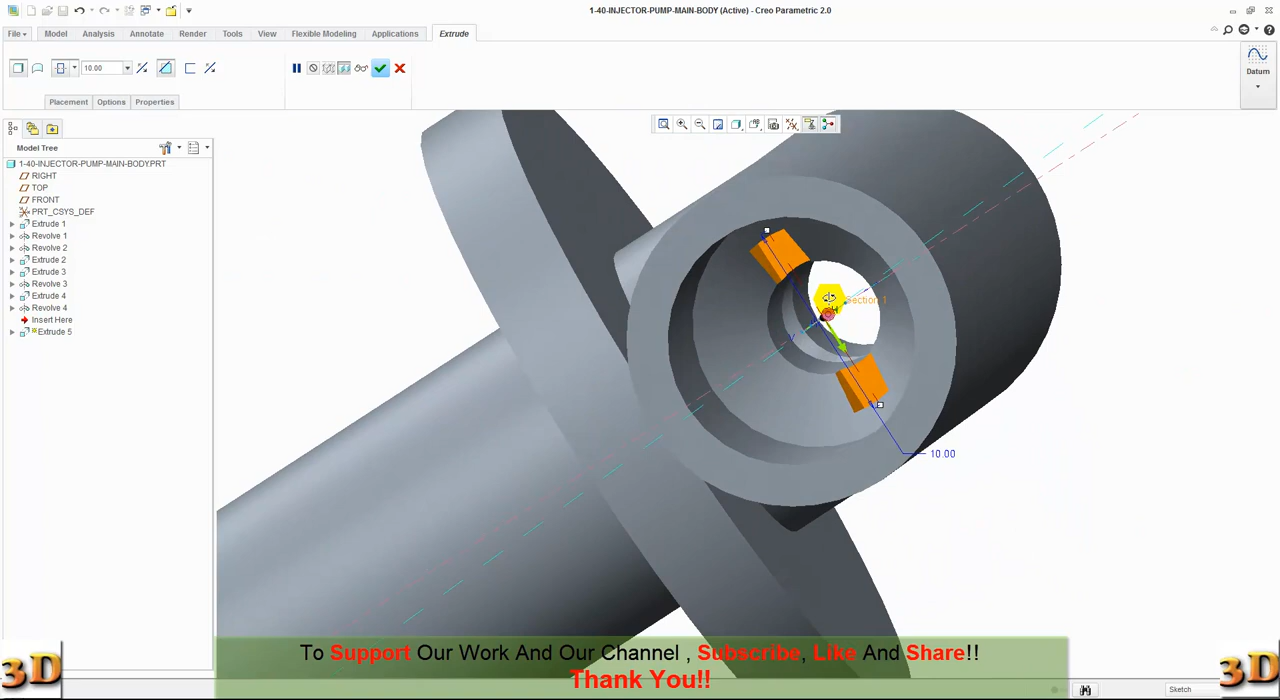 1-40-INJECTOR-PUMP-MAIN-BODY (Active) - Creo Parametric 2.0
File Model Analysis Annotate Render Tools View Flexible Modeling Applications Extrude
10.00
Datum
Placement Options Properties
Model Tree
1-40-INJECTOR-PUMP-MAIN-BODY.PRT
RIGHT
TOP
FRONT
PRT_CSYS_DEF
Extrude 1
Revolve 1
Revolve 2
Extrude 2
Extrude 3
Revolve 3
Extrude 4
Revolve 4
Insert Here
Extrude 5
Section 1
10.00
To Support Our Work And Our Channel , Subscribe, Like And Share!!
Thank You!!
3D
3D
Sketch